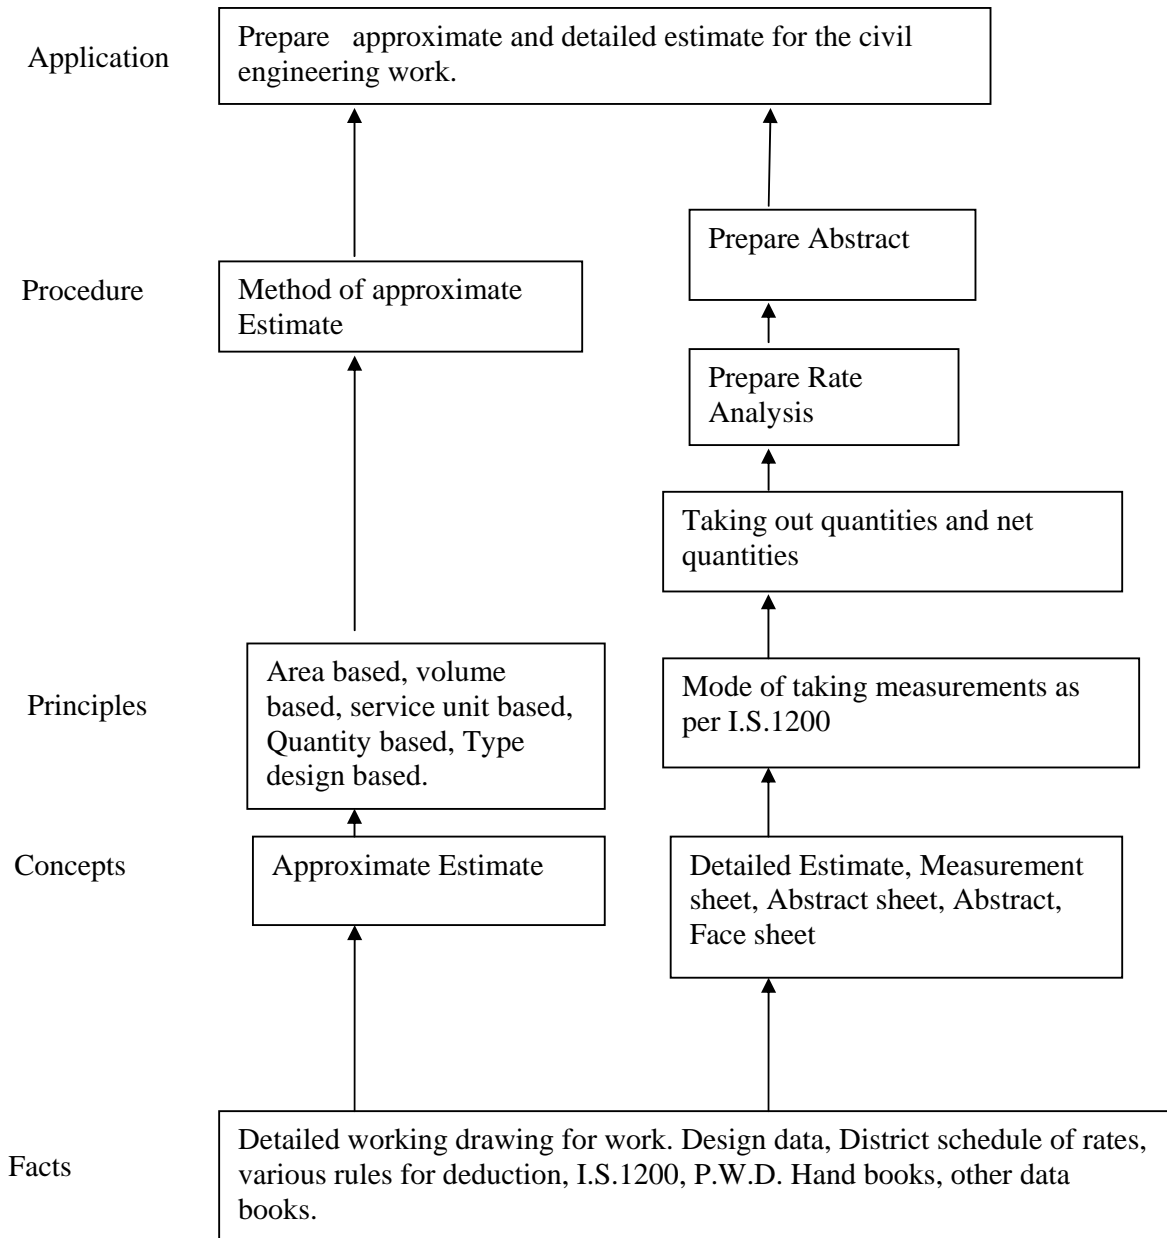 Application
Prepare approximate and detailed estimate for the civil
engineering work.
Prepare Abstract
Procedure
Method of approximate
Estimate
Prepare Rate
Analysis
Taking out quantities and net
quantities
Principles
Area based, volume
based, service unit based,
Quantity based, Type
design based.
Mode of taking measurements as
per I.S.1200
Concepts
Approximate Estimate
Detailed Estimate, Measurement
sheet, Abstract sheet, Abstract,
Face sheet
Facts
Detailed working drawing for work. Design data, District schedule of rates,
various rules for deduction, I.S.1200, P.W.D. Hand books, other data
books.